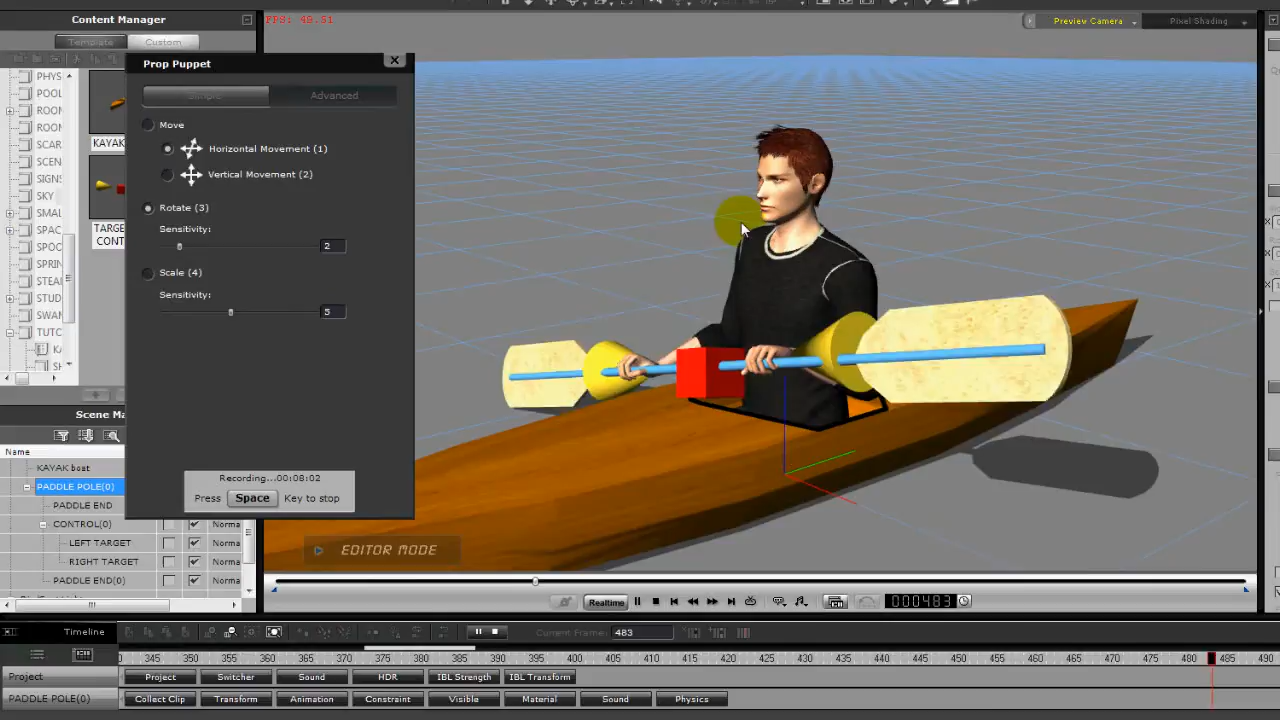 Content Manager
FPS: 49.51
Preview Camera
Pixel Shading
Template
Custom
Prop Puppet
Simple
Advanced
PHYS
POOL
ROOM
ROOM
SCAR
SCEN
SIGNS
SKY
SMAL
SPAC
SPOC
SPRIN
STEA
STUD
SWAN
TUTO
KAYAK
TARGE
CONT
Move
Horizontal Movement (1)
Vertical Movement (2)
Rotate (3)
Sensitivity:
2
Scale (4)
Sensitivity:
5
Recording...00:08:02
Press Space Key to stop
Scene Ma
Name
KAYAK boat
PADDLE POLE(0)
PADDLE END
CONTROL(0)
Norma
LEFT TARGET
Norma
RIGHT TARGET
Norma
PADDLE END(0)
Norma
EDITOR MODE
Realtime
000483
Timeline
Current Frame:
483
345 350 355 360 365 370 375 380 385 390 395 400 405 410 415 420 425 430 435 440 445 450 455 460 465 470 475 480 485 490
Project
Project
Switcher
Sound
HDR
IBL Strength
IBL Transform
PADDLE POLE(0)
Collect Clip
Transform
Animation
Constraint
Visible
Material
Sound
Physics